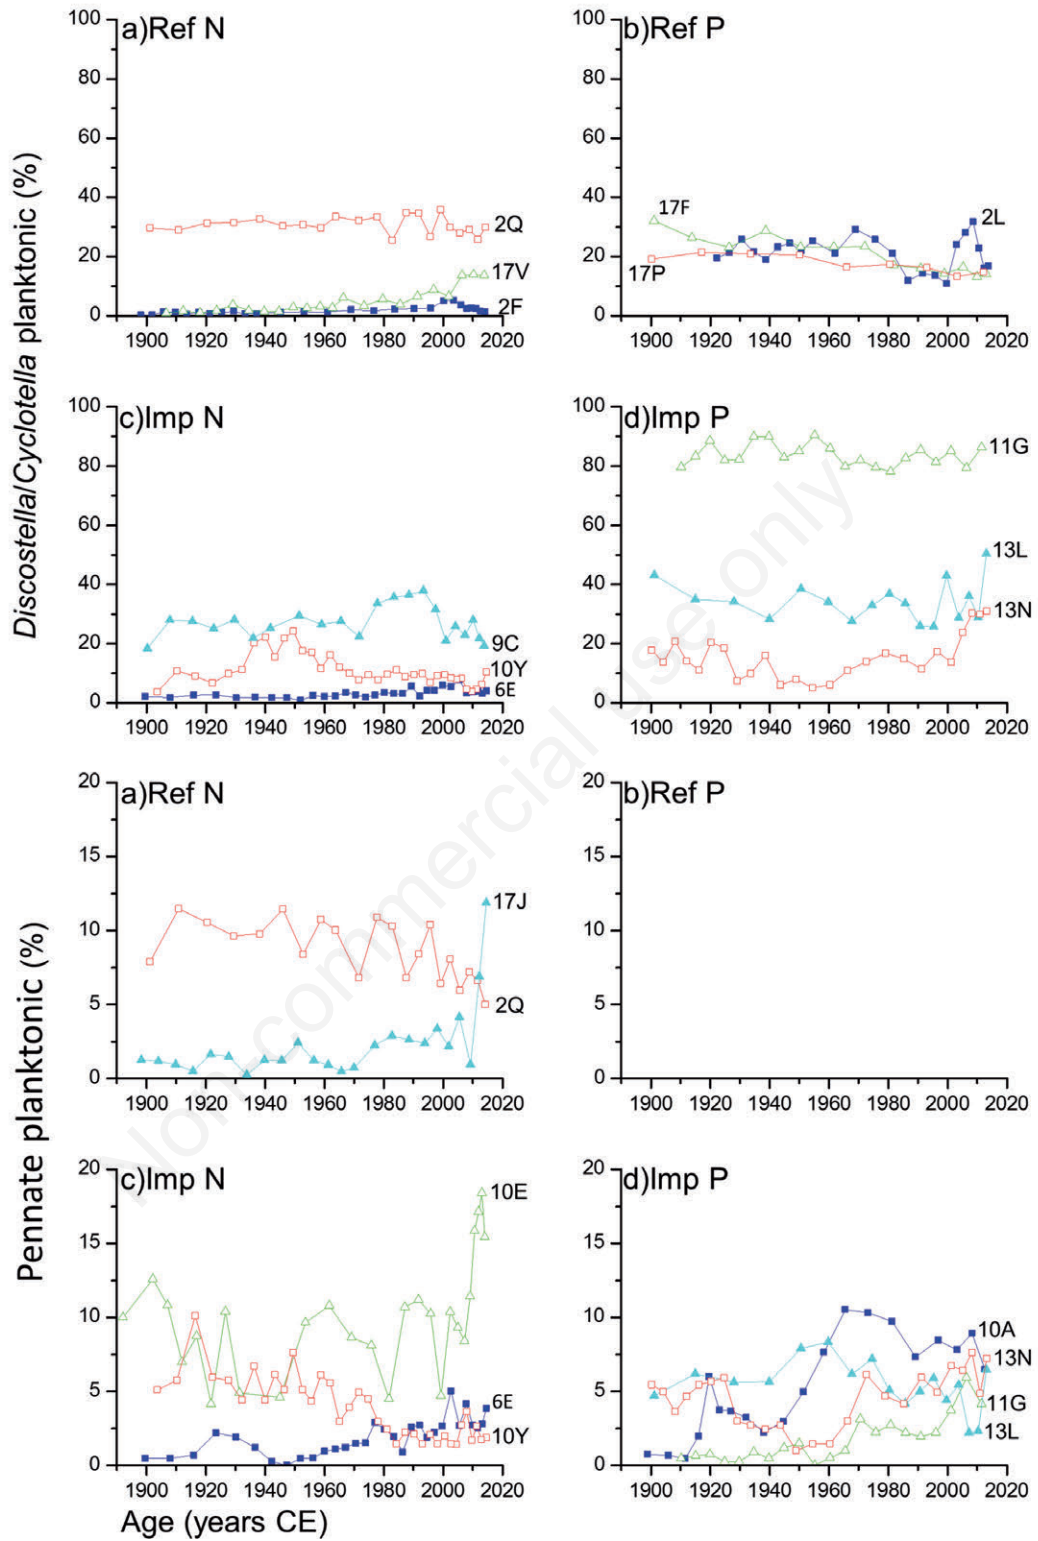 Discostella/Cyclotella planktonic (%)
a)Ref N
100
80
60
40
20
0
2Q
17V
2F
1900 1920 1940 1960 1980 2000 2020
b)Ref P
100
80
60
40
20
0
17F
2L
17P
1900 1920 1940 1960 1980 2000 2020
c)Imp N
100
80
60
40
20
0
9C
10Y
6E
1900 1920 1940 1960 1980 2000 2020
d)Imp P
100
80
60
40
20
0
11G
13L
13N
1900 1920 1940 1960 1980 2000 2020
Pennate planktonic (%)
a)Ref N
20
15
10
5
0
17J
2Q
1900 1920 1940 1960 1980 2000 2020
b)Ref P
20
15
10
5
0
1900 1920 1940 1960 1980 2000 2020
c)Imp N
20
15
10
5
0
10E
6E
10Y
1900 1920 1940 1960 1980 2000 2020
d)Imp P
20
15
10
5
0
10A
13N
11G
13L
1900 1920 1940 1960 1980 2000 2020
Age (years CE)
Non-commercial use only